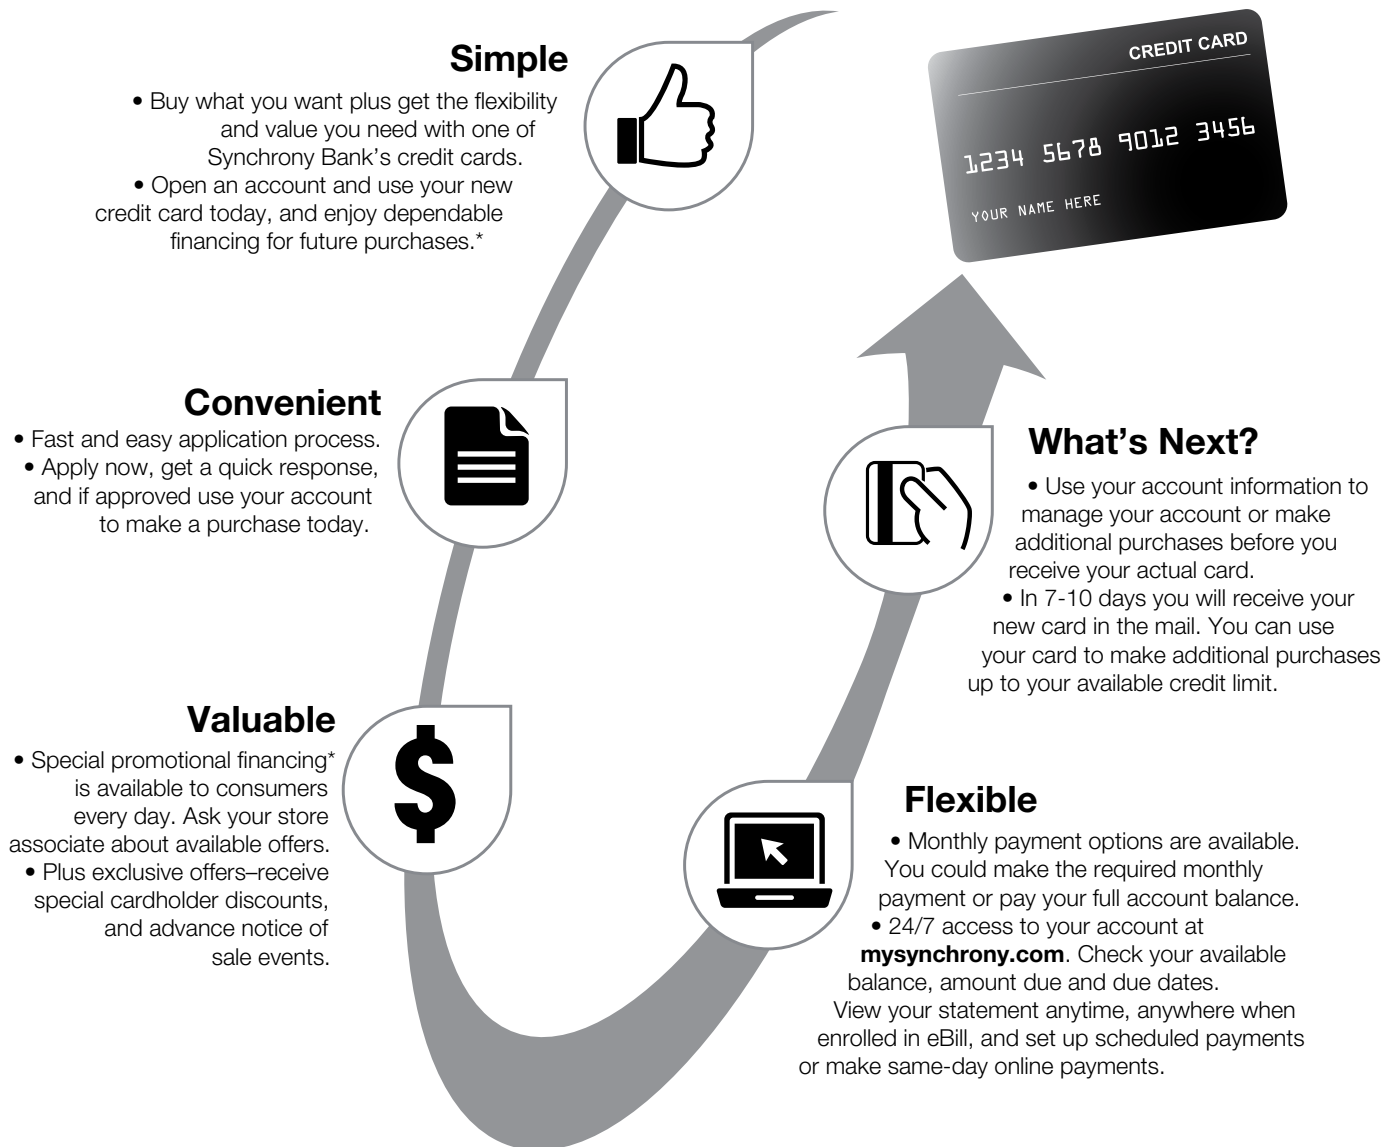 Simple
• Buy what you want plus get the flexibility
and value you need with one of
Synchrony Bank's credit cards.
• Open an account and use your new
credit card today, and enjoy dependable
financing for future purchases.*
Convenient
• Fast and easy application process.
• Apply now, get a quick response,
and if approved use your account
to make a purchase today.
Valuable
• Special promotional financing*
is available to consumers
every day. Ask your store
associate about available offers.
• Plus exclusive offers–receive
special cardholder discounts,
and advance notice of
sale events.
Flexible
• Monthly payment options are available.
You could make the required monthly
payment or pay your full account balance.
• 24/7 access to your account at
mysynchrony.com. Check your available
balance, amount due and due dates.
View your statement anytime, anywhere when
enrolled in eBill, and set up scheduled payments
or make same-day online payments.
What's Next?
• Use your account information to
manage your account or make
additional purchases before you
receive your actual card.
• In 7-10 days you will receive your
new card in the mail. You can use
your card to make additional purchases
up to your available credit limit.
CREDIT CARD
1234 5678 9012 3456
YOUR NAME HERE